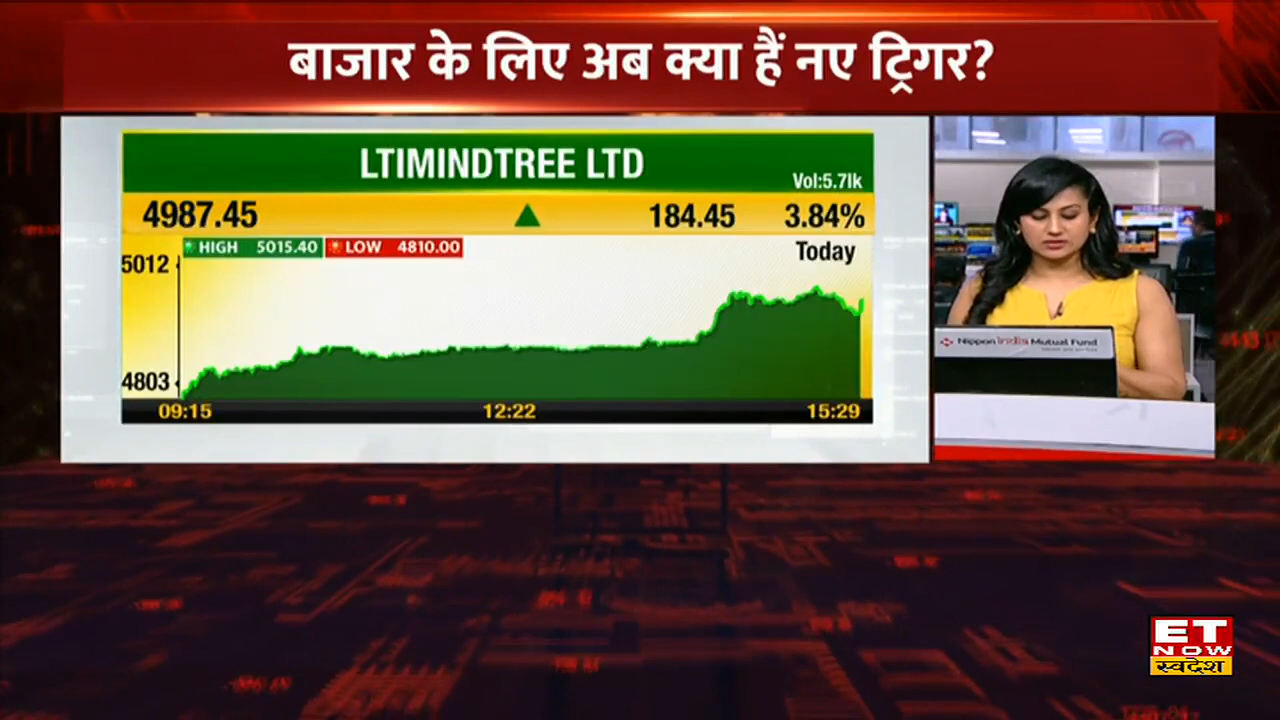 बाजार के लिए अब क्या हैं नए ट्रिगर?
LTIMINDTREE LTD
Vol:5.7lk
4987.45 184.45 3.84%
HIGH 5015.40 LOW 4810.00
Today
5012
4803
09:15 12:22 15:29
Nippon india Mutual Fund
ET
NOW
स्वदेश